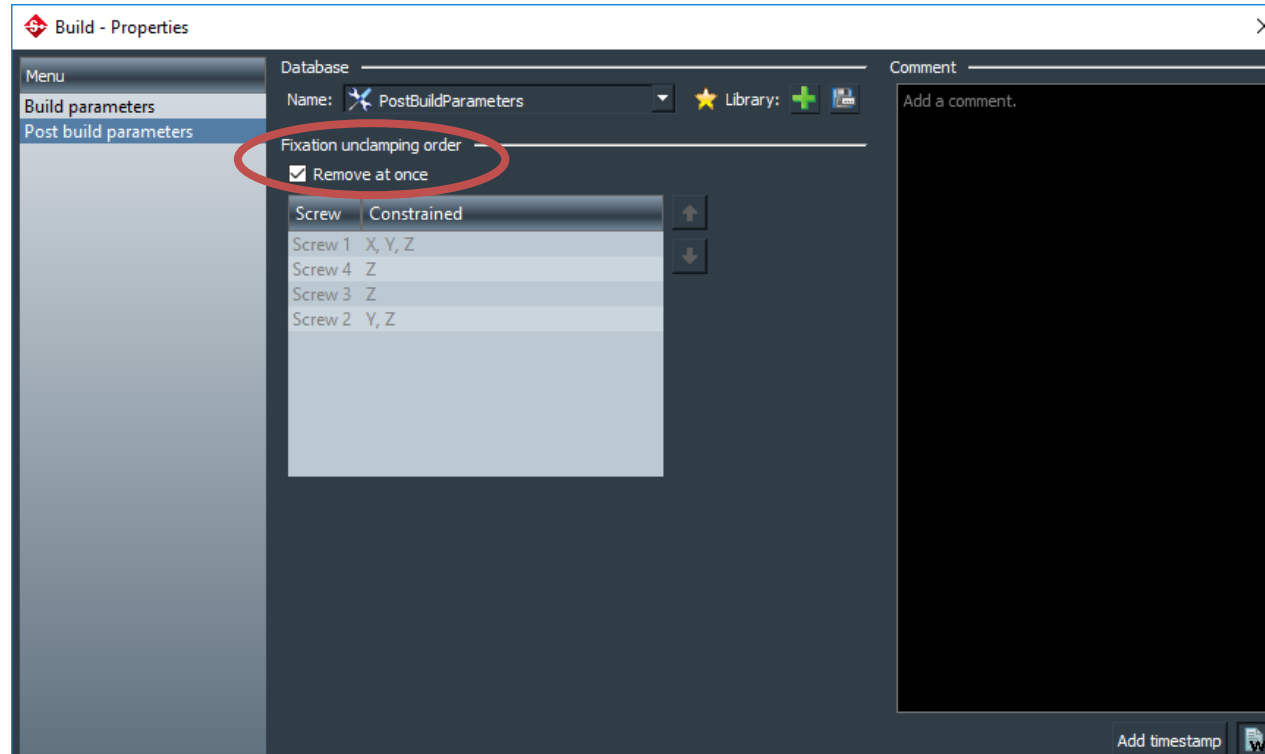 Build - Properties
Menu
Build parameters
Post build parameters
Database
Name: PostBuildParameters Library:
Fixation unclamping order
Remove at once
Screw Constrained
Screw 1 X, Y, Z
Screw 4 Z
Screw 3 Z
Screw 2 Y, Z
Comment
Add a comment.
Add timestamp